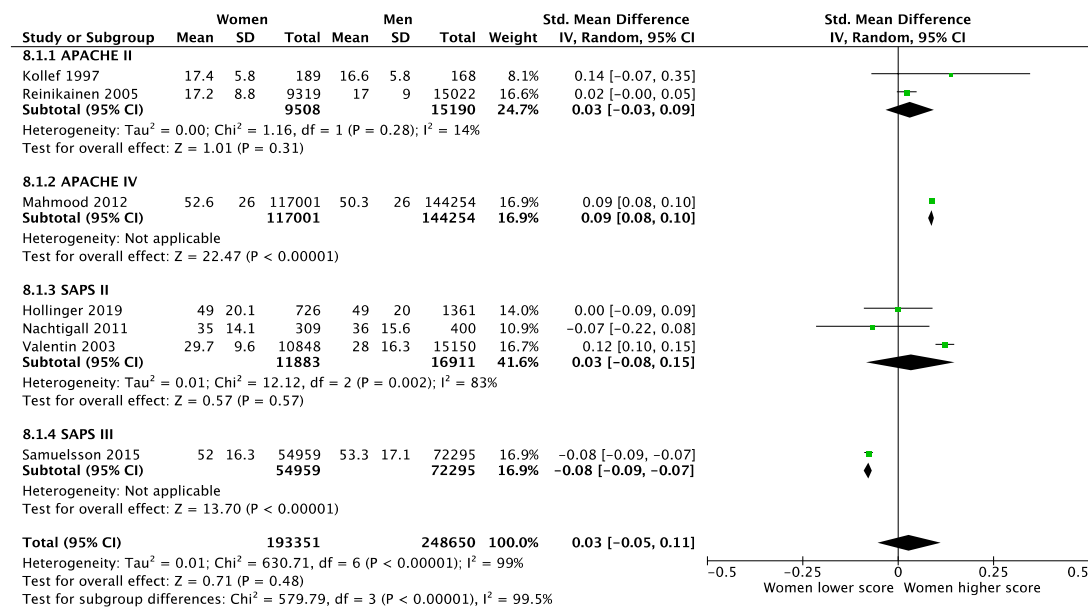 Women Men Std. Mean Difference Std. Mean Difference
Study or Subgroup Mean SD Total Mean SD Total Weight IV, Random, 95% CI IV, Random, 95% CI
8.1.1 APACHE II
Kollef 1997 17.4 5.8 189 16.6 5.8 168 8.1% 0.14 [−0.07, 0.35]
Reinikainen 2005 17.2 8.8 9319 17 9 15022 16.6% 0.02 [−0.00, 0.05]
Subtotal (95% CI) 9508 15190 24.7% 0.03 [−0.03, 0.09]
Heterogeneity: Tau² = 0.00; Chi² = 1.16, df = 1 (P = 0.28); I² = 14%
Test for overall effect: Z = 1.01 (P = 0.31)
8.1.2 APACHE IV
Mahmood 2012 52.6 26 117001 50.3 26 144254 16.9% 0.09 [0.08, 0.10]
Subtotal (95% CI) 117001 144254 16.9% 0.09 [0.08, 0.10]
Heterogeneity: Not applicable
Test for overall effect: Z = 22.47 (P < 0.00001)
8.1.3 SAPS II
Hollinger 2019 49 20.1 726 49 20 1361 14.0% 0.00 [−0.09, 0.09]
Nachtigall 2011 35 14.1 309 36 15.6 400 10.9% −0.07 [−0.22, 0.08]
Valentin 2003 29.7 9.6 10848 28 16.3 15150 16.7% 0.12 [0.10, 0.15]
Subtotal (95% CI) 11883 16911 41.6% 0.03 [−0.08, 0.15]
Heterogeneity: Tau² = 0.01; Chi² = 12.12, df = 2 (P = 0.002); I² = 83%
Test for overall effect: Z = 0.57 (P = 0.57)
8.1.4 SAPS III
Samuelsson 2015 52 16.3 54959 53.3 17.1 72295 16.9% −0.08 [−0.09, −0.07]
Subtotal (95% CI) 54959 72295 16.9% −0.08 [−0.09, −0.07]
Heterogeneity: Not applicable
Test for overall effect: Z = 13.70 (P < 0.00001)
Total (95% CI) 193351 248650 100.0% 0.03 [−0.05, 0.11]
Heterogeneity: Tau² = 0.01; Chi² = 630.71, df = 6 (P < 0.00001); I² = 99%
Test for overall effect: Z = 0.71 (P = 0.48)
Test for subgroup differences: Chi² = 579.79, df = 3 (P < 0.00001), I² = 99.5%
−0.5 −0.25 0 0.25 0.5
Women lower score Women higher score